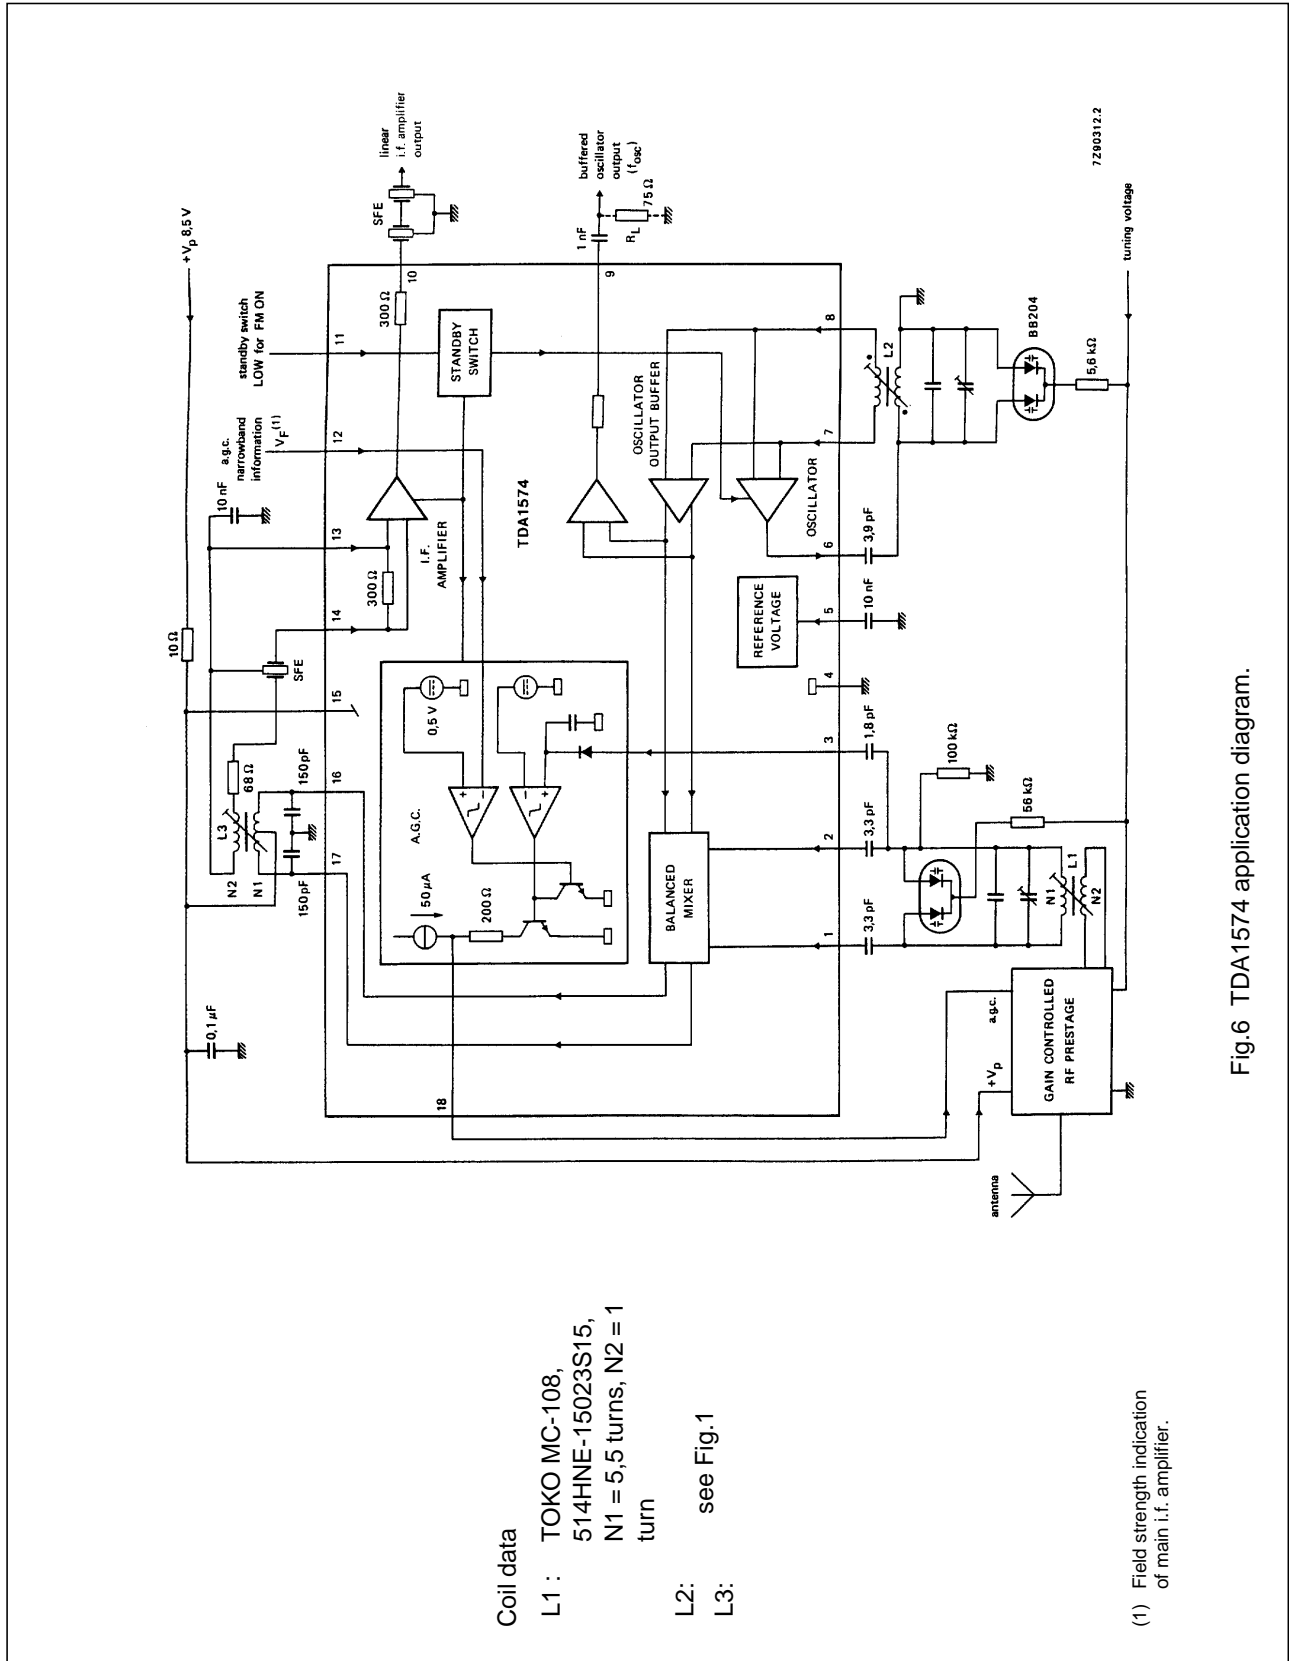 +Vp 8,5 V
10 Ω
0,1 μF
standby switch
LOW for FM ON
a.g.c.
narrowband
information
VF(1)
10 nF
SFE
68 Ω
L3
N2
N1
150pF
150pF
18
17
16
15
14
13
12
11
10
300 Ω
300 Ω
SFE
linear
i.f. amplifier
output
I.F.
AMPLIFIER
STANDBY
SWITCH
A.G.C.
50 μA
200 Ω
0,5 V
+
−
−
+
TDA1574
9
1 nF
buffered
oscillator
output
(fosc)
RL
75 Ω
BALANCED
MIXER
REFERENCE
VOLTAGE
OSCILLATOR
OUTPUT BUFFER
OSCILLATOR
1
2
3
4
5
6
7
8
3,3 pF
3,3 pF
1,8 pF
10 nF
3,9 pF
L2
100 kΩ
56 kΩ
BB204
5,6 kΩ
N1
L1
N2
antenna
+Vp
a.g.c.
GAIN CONTROLLED
RF PRESTAGE
tuning voltage
7Z90312.2
Coil data
L1 : TOKO MC-108,
514HNE-15023S15,
N1 = 5,5 turns, N2 = 1
turn
L2:
see Fig.1
L3:
(1) Field strength indication
of main i.f. amplifier.
Fig.6 TDA1574 application diagram.